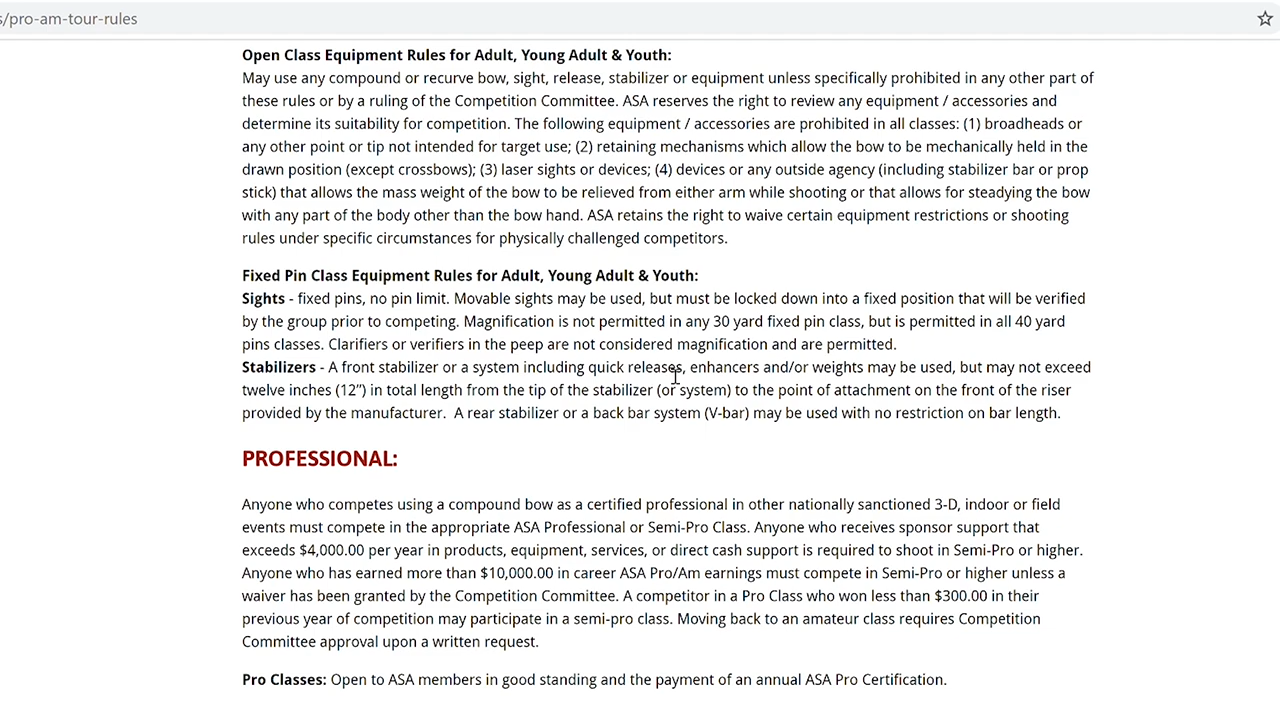 s/pro-am-tour-rules
Open Class Equipment Rules for Adult, Young Adult & Youth:
May use any compound or recurve bow, sight, release, stabilizer or equipment unless specifically prohibited in any other part of
these rules or by a ruling of the Competition Committee. ASA reserves the right to review any equipment / accessories and
determine its suitability for competition. The following equipment / accessories are prohibited in all classes: (1) broadheads or
any other point or tip not intended for target use; (2) retaining mechanisms which allow the bow to be mechanically held in the
drawn position (except crossbows); (3) laser sights or devices; (4) devices or any outside agency (including stabilizer bar or prop
stick) that allows the mass weight of the bow to be relieved from either arm while shooting or that allows for steadying the bow
with any part of the body other than the bow hand. ASA retains the right to waive certain equipment restrictions or shooting
rules under specific circumstances for physically challenged competitors.
Fixed Pin Class Equipment Rules for Adult, Young Adult & Youth:
Sights - fixed pins, no pin limit. Movable sights may be used, but must be locked down into a fixed position that will be verified
by the group prior to competing. Magnification is not permitted in any 30 yard fixed pin class, but is permitted in all 40 yard
pins classes. Clarifiers or verifiers in the peep are not considered magnification and are permitted.
Stabilizers - A front stabilizer or a system including quick releases, enhancers and/or weights may be used, but may not exceed
twelve inches (12”) in total length from the tip of the stabilizer (or system) to the point of attachment on the front of the riser
provided by the manufacturer.  A rear stabilizer or a back bar system (V-bar) may be used with no restriction on bar length.
PROFESSIONAL:
Anyone who competes using a compound bow as a certified professional in other nationally sanctioned 3-D, indoor or field
events must compete in the appropriate ASA Professional or Semi-Pro Class. Anyone who receives sponsor support that
exceeds $4,000.00 per year in products, equipment, services, or direct cash support is required to shoot in Semi-Pro or higher.
Anyone who has earned more than $10,000.00 in career ASA Pro/Am earnings must compete in Semi-Pro or higher unless a
waiver has been granted by the Competition Committee. A competitor in a Pro Class who won less than $300.00 in their
previous year of competition may participate in a semi-pro class. Moving back to an amateur class requires Competition
Committee approval upon a written request.
Pro Classes: Open to ASA members in good standing and the payment of an annual ASA Pro Certification.